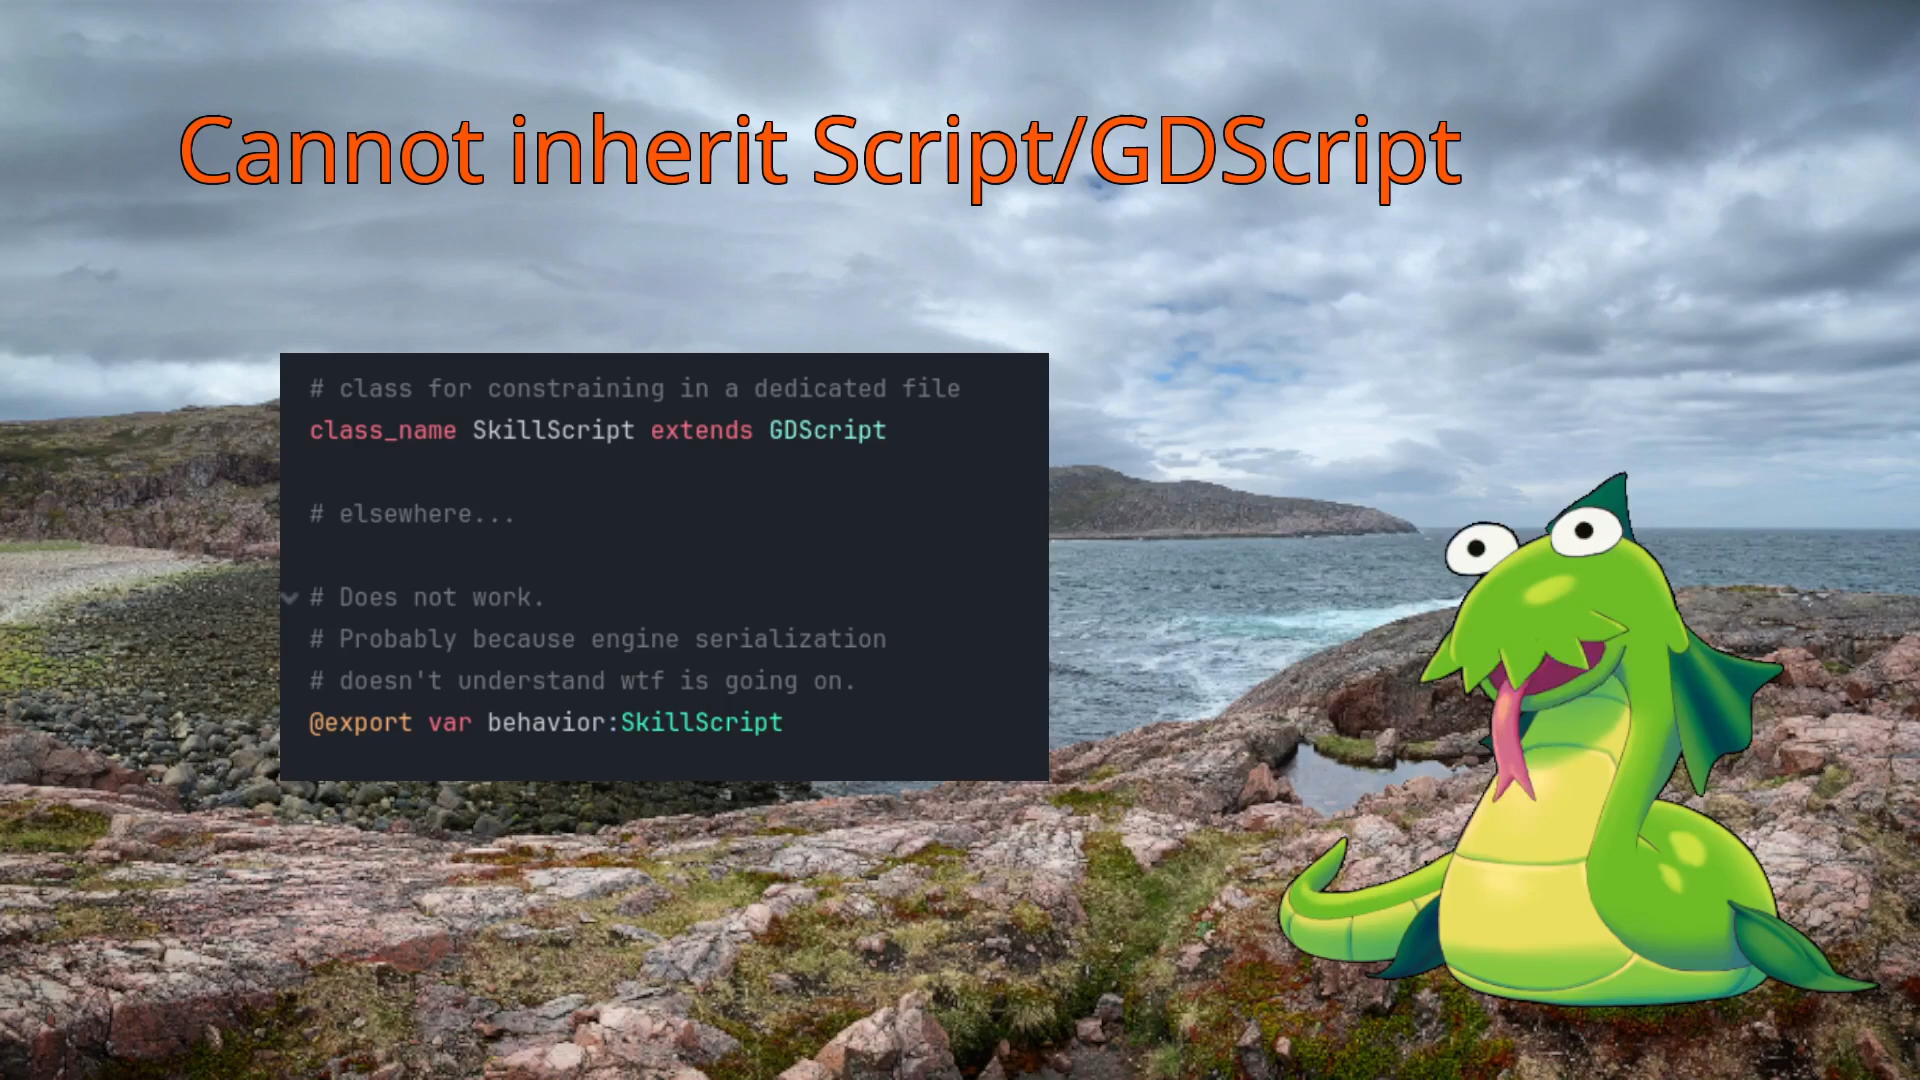 Cannot inherit Script/GDScript
# class for constraining in a dedicated file
class_name SkillScript extends GDScript
# elsewhere...
# Does not work.
# Probably because engine serialization
# doesn't understand wtf is going on.
@export var behavior:SkillScript